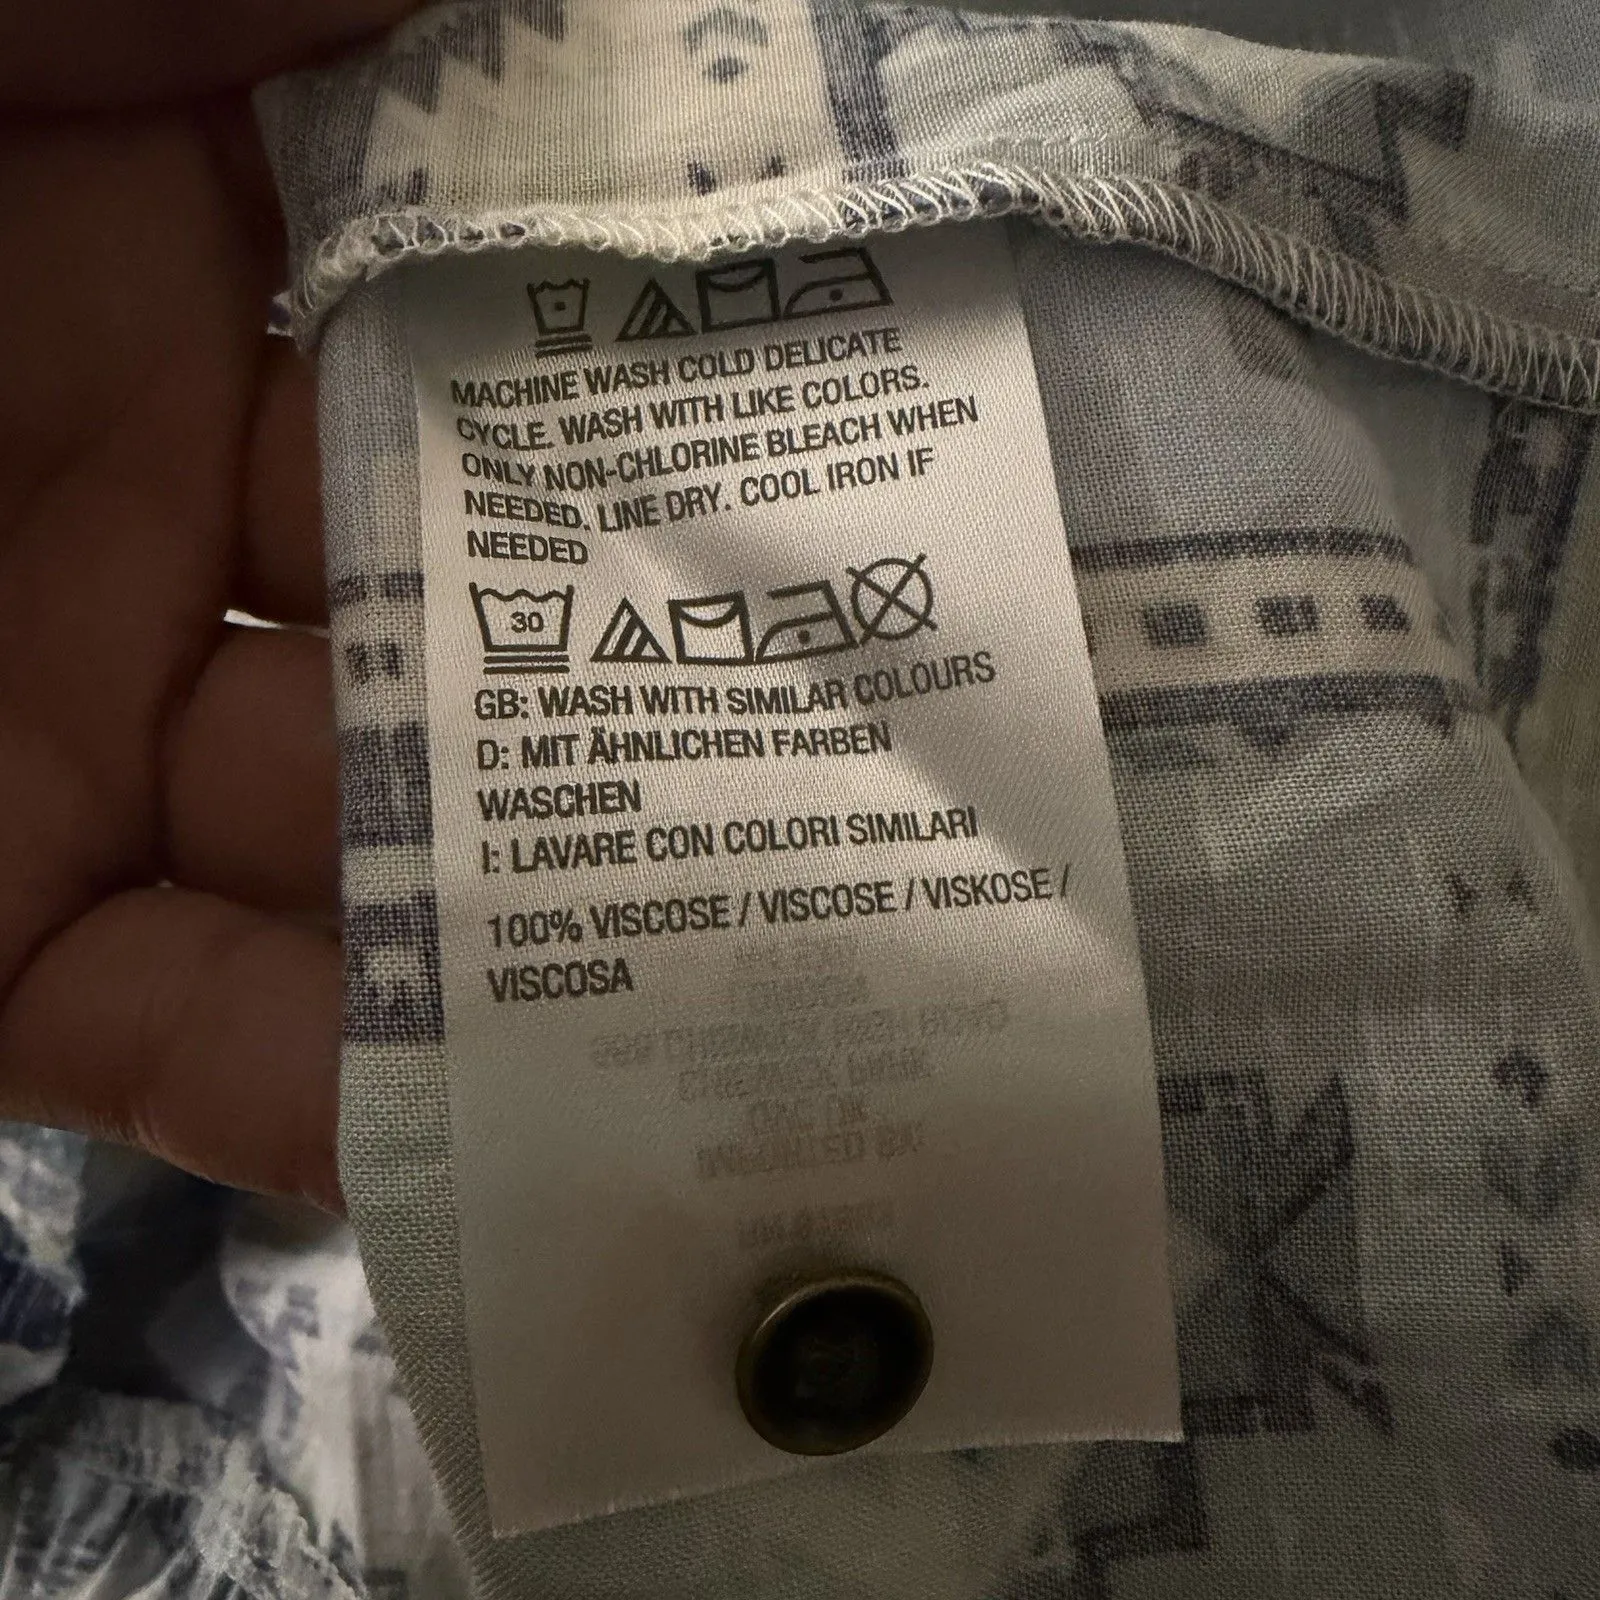 MACHINE WASH COLD DELICATE
CYCLE. WASH WITH LIKE COLORS.
ONLY NON-CHLORINE BLEACH WHEN
NEEDED. LINE DRY. COOL IRON IF
NEEDED
30
GB: WASH WITH SIMILAR COLOURS
D: MIT ÄHNLICHEN FARBEN
WASCHEN
I: LAVARE CON COLORI SIMILARI
100% VISCOSE / VISCOSE / VISKOSE /
VISCOSA